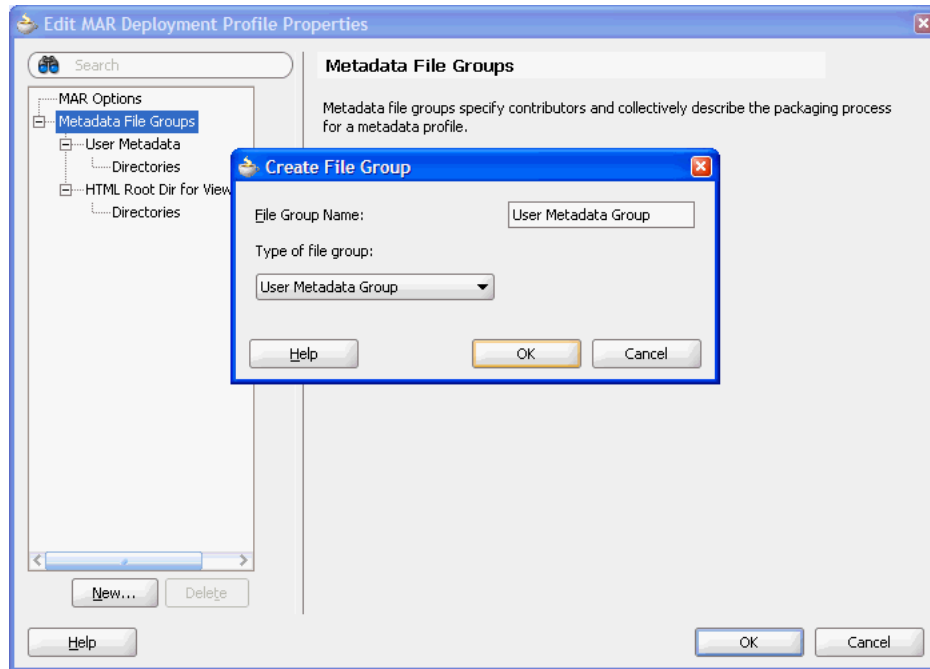 Edit MAR Deployment Profile Properties
Search
MAR Options
Metadata File Groups
User Metadata
Directories
HTML Root Dir for View
Directories
New...
Delete
Metadata File Groups
Metadata file groups specify contributors and collectively describe the packaging process
for a metadata profile.
Create File Group
File Group Name:
User Metadata Group
Type of file group:
User Metadata Group
Help
OK
Cancel
Help
OK
Cancel